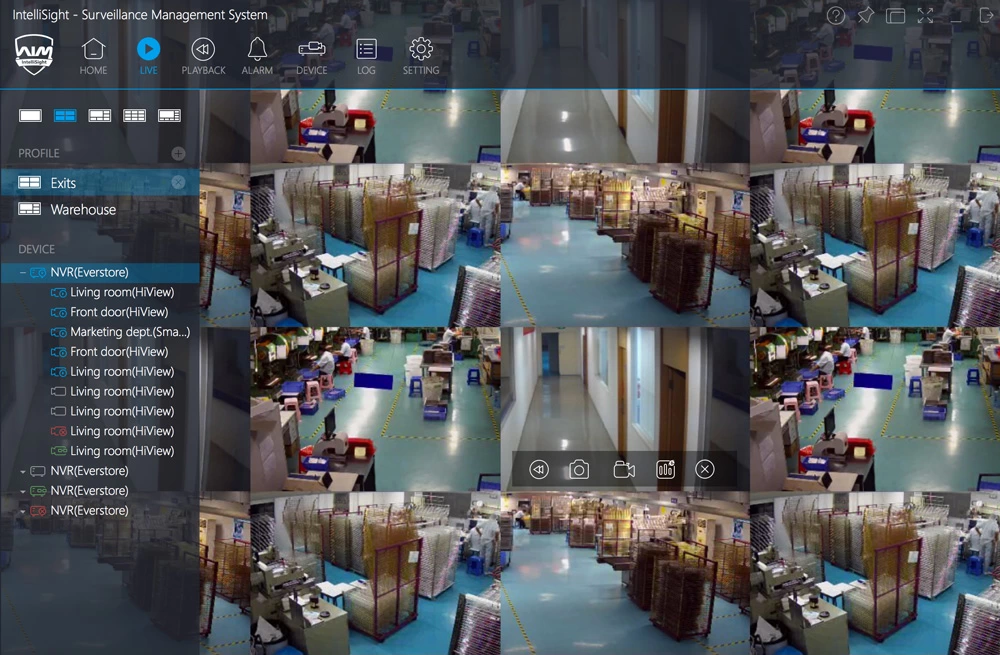 IntelliSight - Surveillance Management System
AIM
IntelliSight
HOME
LIVE
PLAYBACK
ALARM
DEVICE
LOG
SETTING
PROFILE
Exits
Warehouse
DEVICE
NVR(Everstore)
Living room(HiView)
Front door(HiView)
Marketing dept.(Sma...)
Front door(HiView)
Living room(HiView)
Living room(HiView)
Living room(HiView)
Living room(HiView)
Living room(HiView)
NVR(Everstore)
NVR(Everstore)
NVR(Everstore)